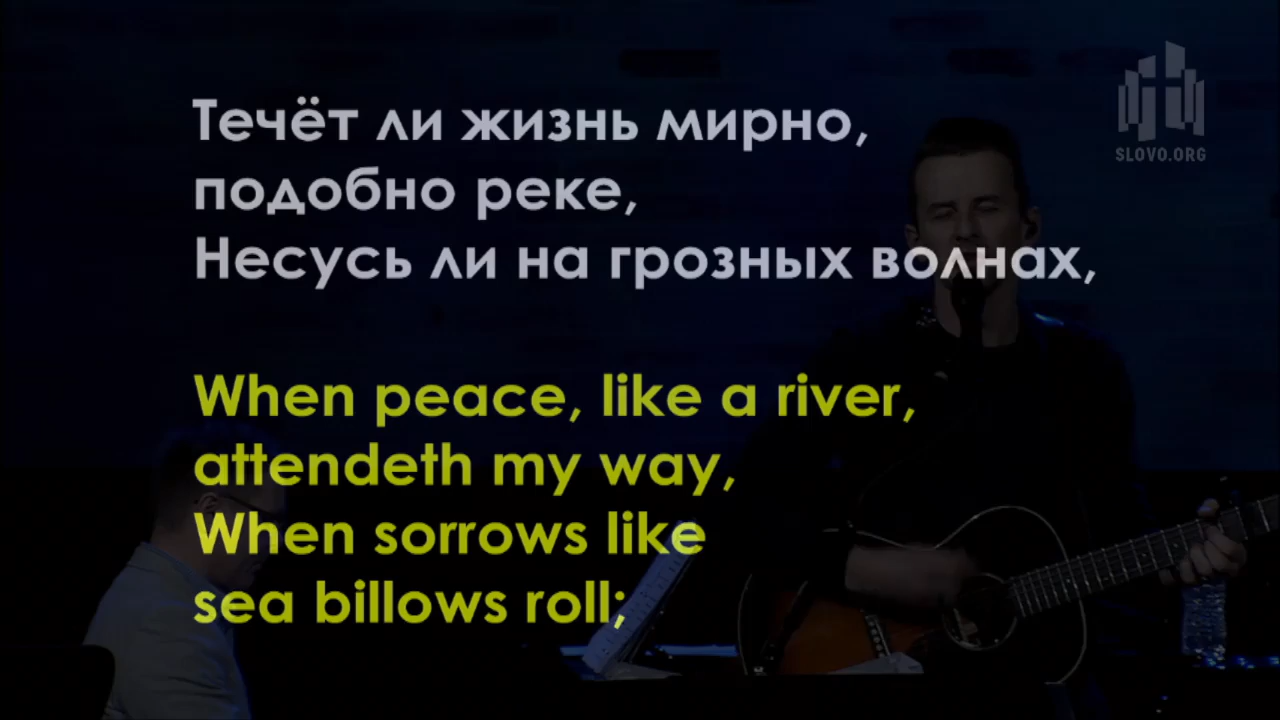 SLOVO.ORG
Течёт ли жизнь мирно,
подобно реке,
Несусь ли на грозных волнах,
When peace, like a river,
attendeth my way,
When sorrows like
sea billows roll;